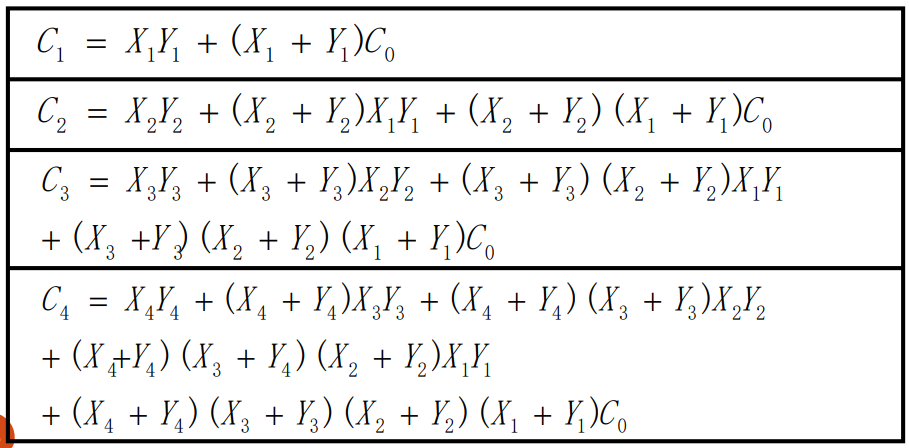 C₁ = X₁Y₁ + (X₁ + Y₁)C₀
C₂ = X₂Y₂ + (X₂ + Y₂)X₁Y₁ + (X₂ + Y₂) (X₁ + Y₁)C₀
C₃ = X₃Y₃ + (X₃ + Y₃)X₂Y₂ + (X₃ + Y₃) (X₂ + Y₂)X₁Y₁
+ (X₃ +Y₃) (X₂ + Y₂) (X₁ + Y₁)C₀
C₄ = X₄Y₄ + (X₄ + Y₄)X₃Y₃ + (X₄ + Y₄) (X₃ + Y₃)X₂Y₂
+ (X₄+Y₄) (X₃ + Y₄) (X₂ + Y₂)X₁Y₁
+ (X₄ + Y₄) (X₃ + Y₃) (X₂ + Y₂) (X₁ + Y₁)C₀